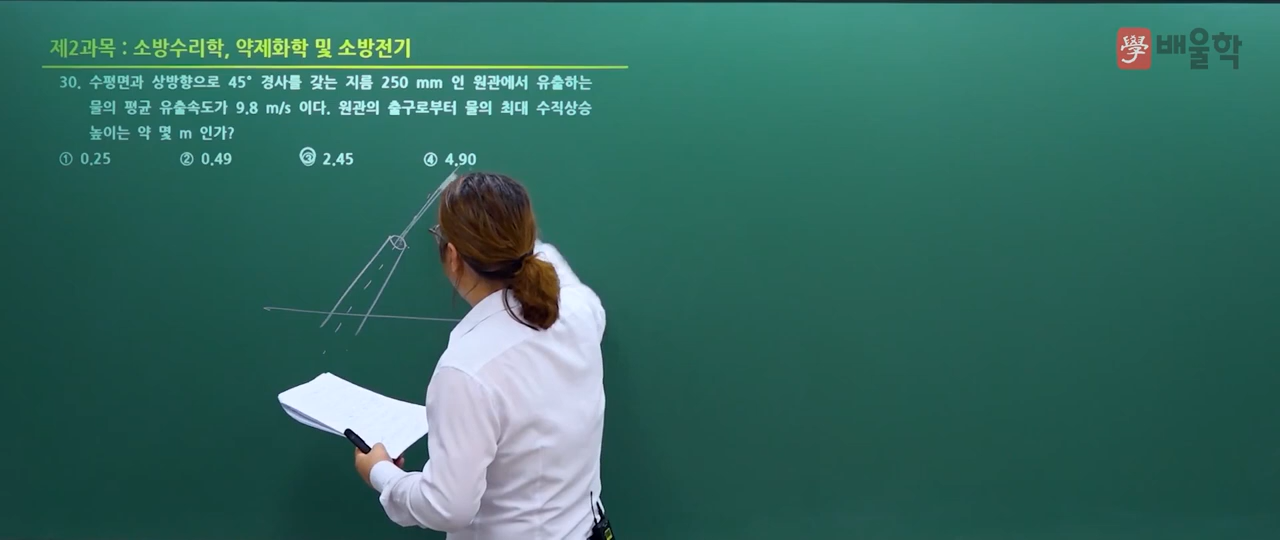 제2과목 : 소방수리학, 약제화학 및 소방전기
學 배울학
30. 수평면과 상방향으로 45° 경사를 갖는 지름 250 mm 인 원관에서 유출하는
물의 평균 유출속도가 9.8 m/s 이다. 원관의 출구로부터 물의 최대 수직상승
높이는 약 몇 m 인가?
① 0.25 ② 0.49 ③ 2.45 ④ 4.90